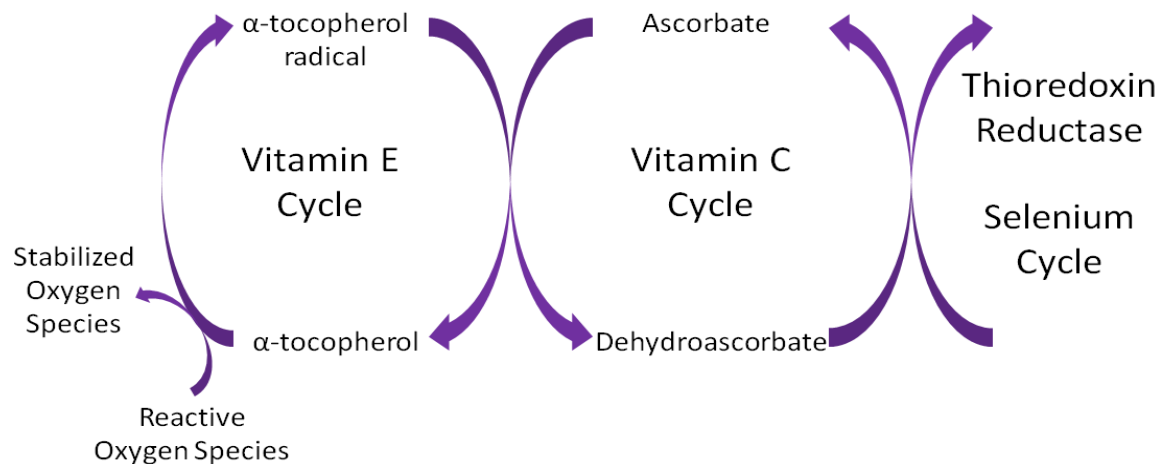 α-tocopherol
radical
Ascorbate
Thioredoxin
Reductase
Vitamin E
Cycle
Vitamin C
Cycle
Selenium
Cycle
Stabilized
Oxygen
Species
α-tocopherol
Dehydroascorbate
Reactive
Oxygen Species